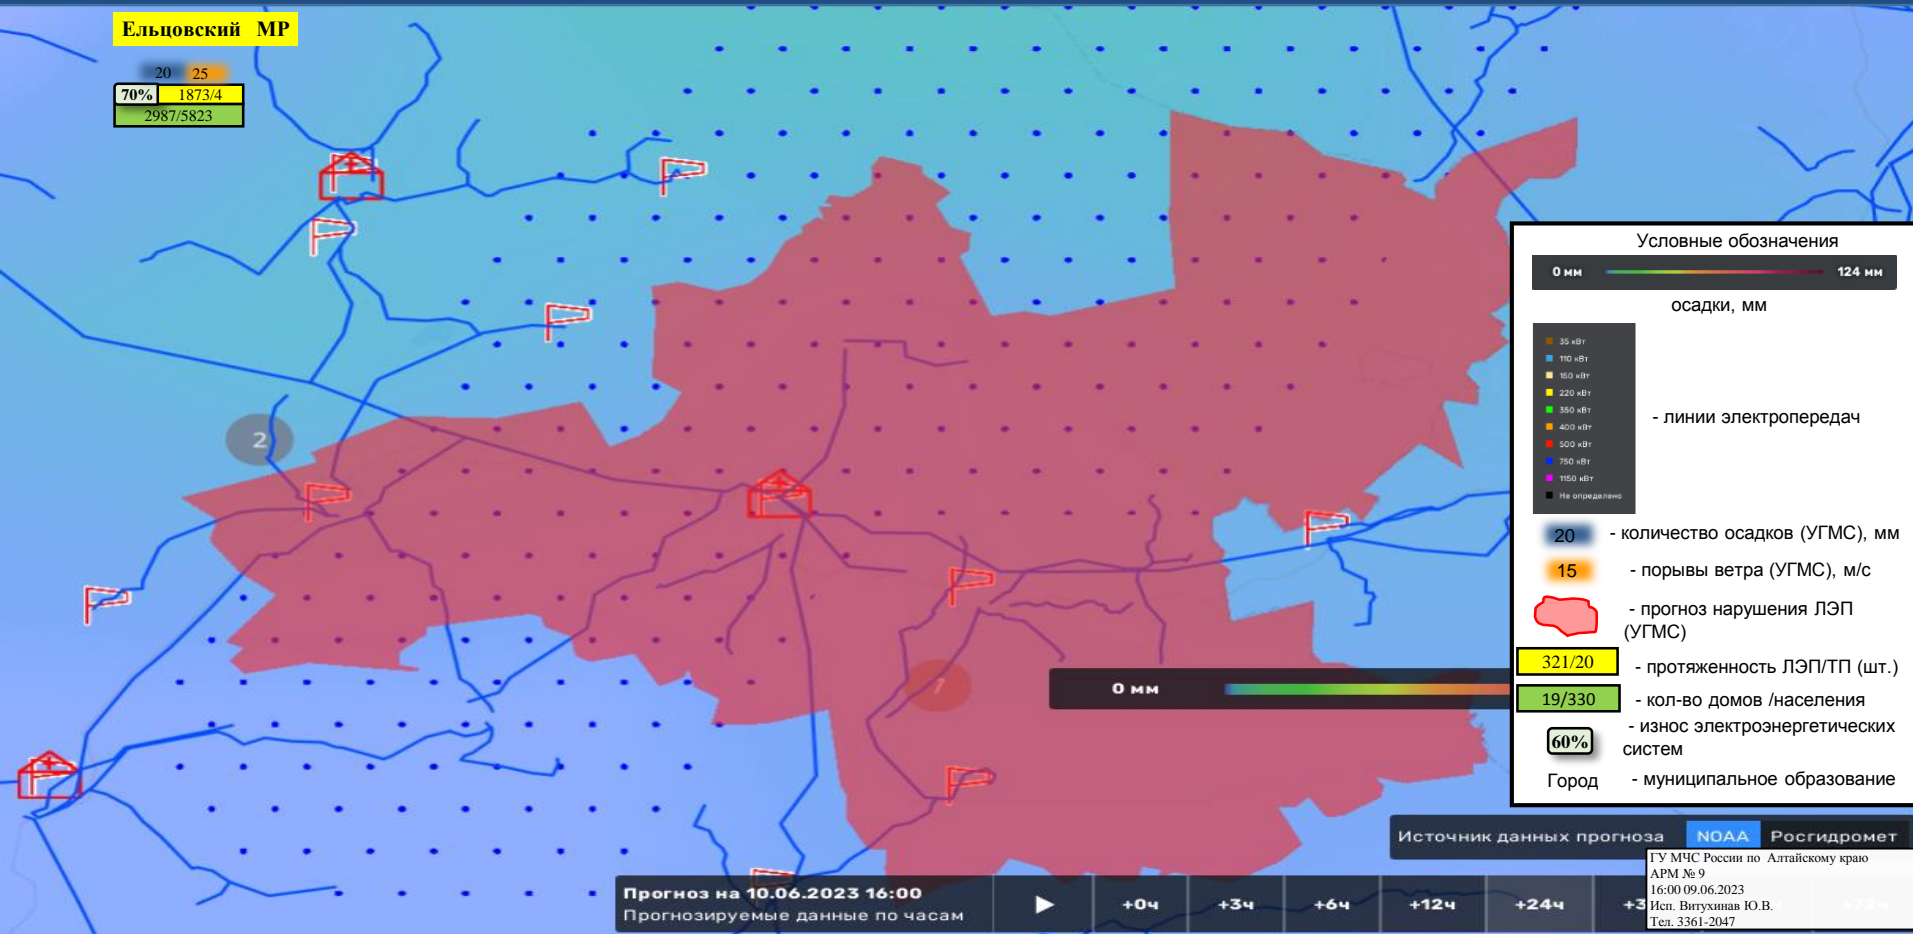 Ельцовский МР
20 25
70% 1873/4
2987/5823
2
1
Условные обозначения
0 мм 124 мм
осадки, мм
35 кВт
110 кВт
150 кВт
220 кВт
350 кВт
400 кВт
500 кВт
750 кВт
1150 кВт
Не определено
- линии электропередач
20 - количество осадков (УГМС), мм
15 - порывы ветра (УГМС), м/с
- прогноз нарушения ЛЭП
(УГМС)
321/20 - протяженность ЛЭП/ТП (шт.)
19/330 - кол-во домов /населения
60% - износ электроэнергетических
систем
Город - муниципальное образование
0 мм
Источник данных прогноза NOAA Росгидромет
Прогноз на 10.06.2023 16:00
Прогнозируемые данные по часам
+0ч +3ч +6ч +12ч +24ч
ГУ МЧС России по Алтайскому краю
АРМ № 9
16:00 09.06.2023
Исп. Витухинав Ю.В.
Тел. 3361-2047